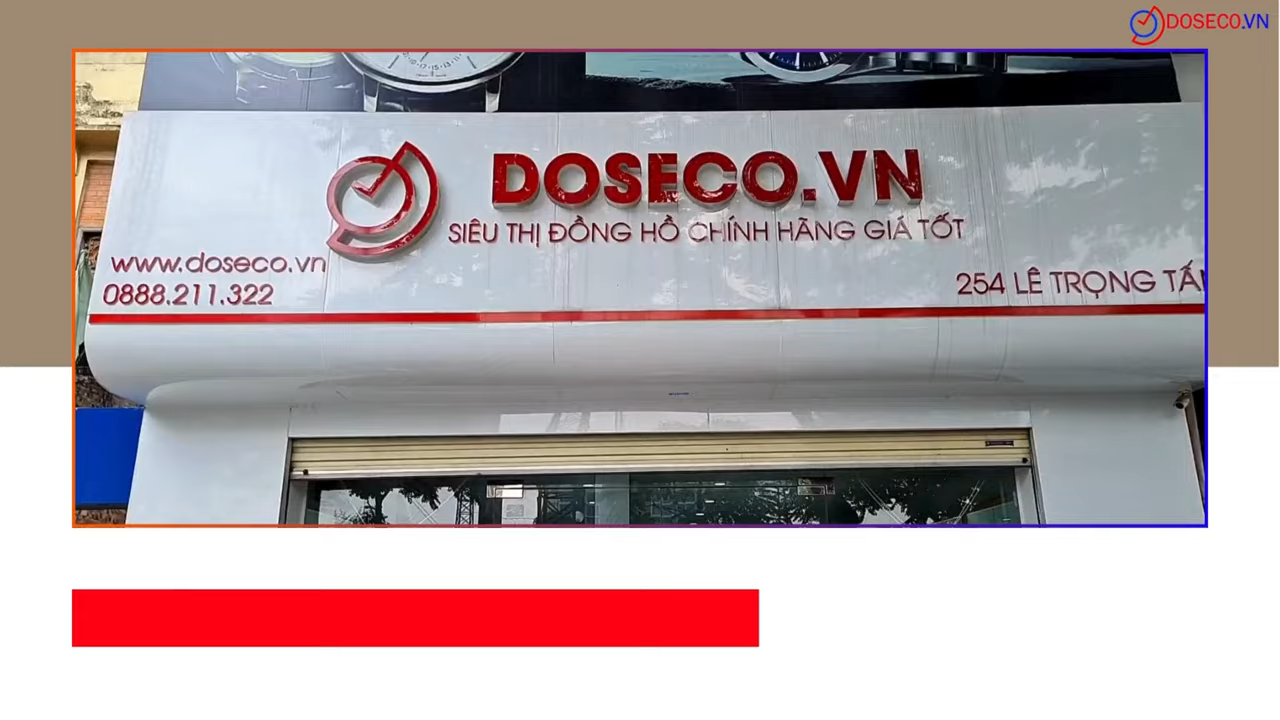 DOSECO.VN
DOSECO.VN
SIÊU THỊ ĐỒNG HỒ CHÍNH HÃNG GIÁ TỐT
www.doseco.vn
0888.211.322
254 LÊ TRỌNG